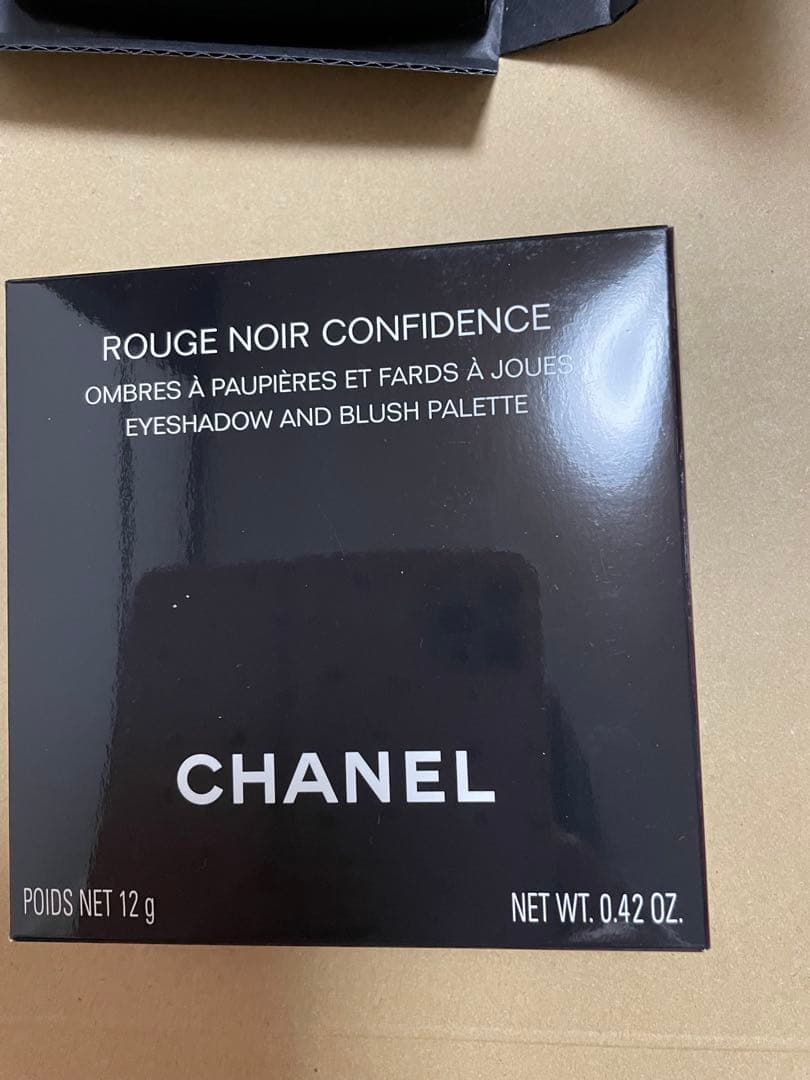 ROUGE NOIR CONFIDENCE
OMBRES À PAUPIÈRES ET FARDS À JOUES
EYESHADOW AND BLUSH PALETTE
CHANEL
POIDS NET 12 g
NET WT. 0.42 OZ.